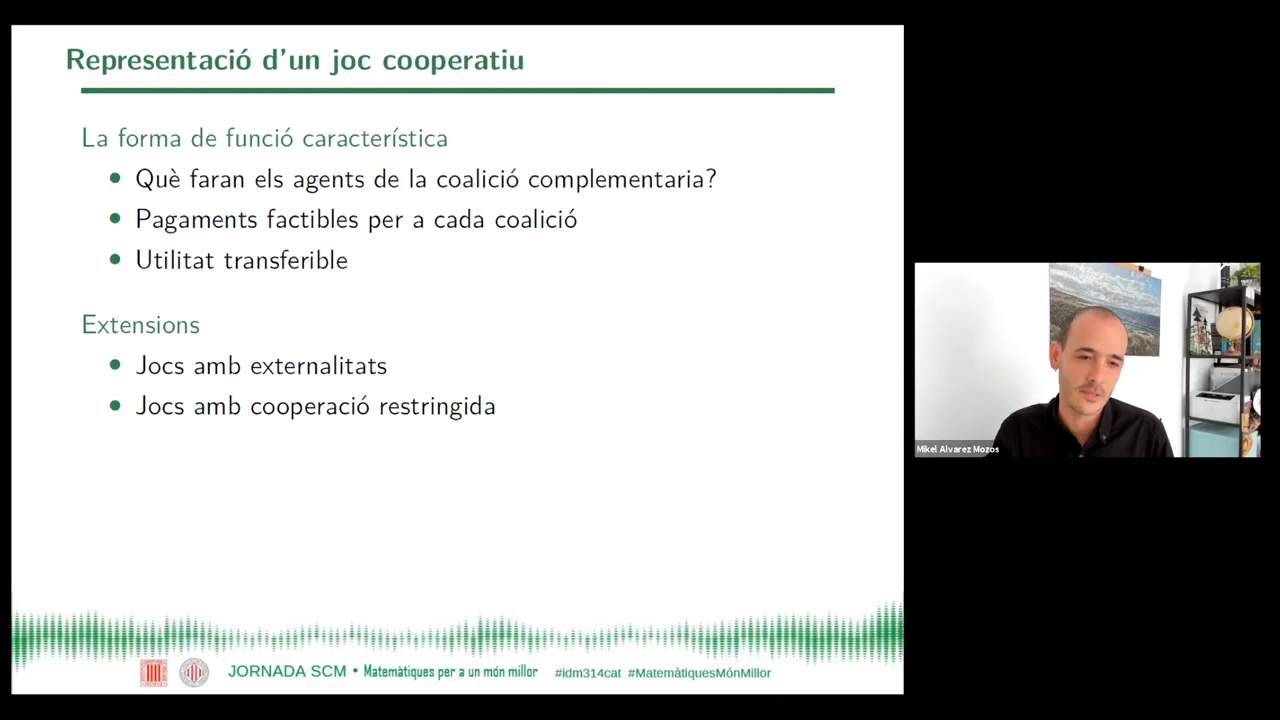 Representació d'un joc cooperatiu
La forma de funció característica
Què faran els agents de la coalició complementaria?
Pagaments factibles per a cada coalició
Utilitat transferible
Extensions
Jocs amb externalitats
Jocs amb cooperació restringida
JORNADA SCM • Matemàtiques per a un món millor #idm314cat #MatemàtiquesMónMillor
Mikel Alvarez Mozos